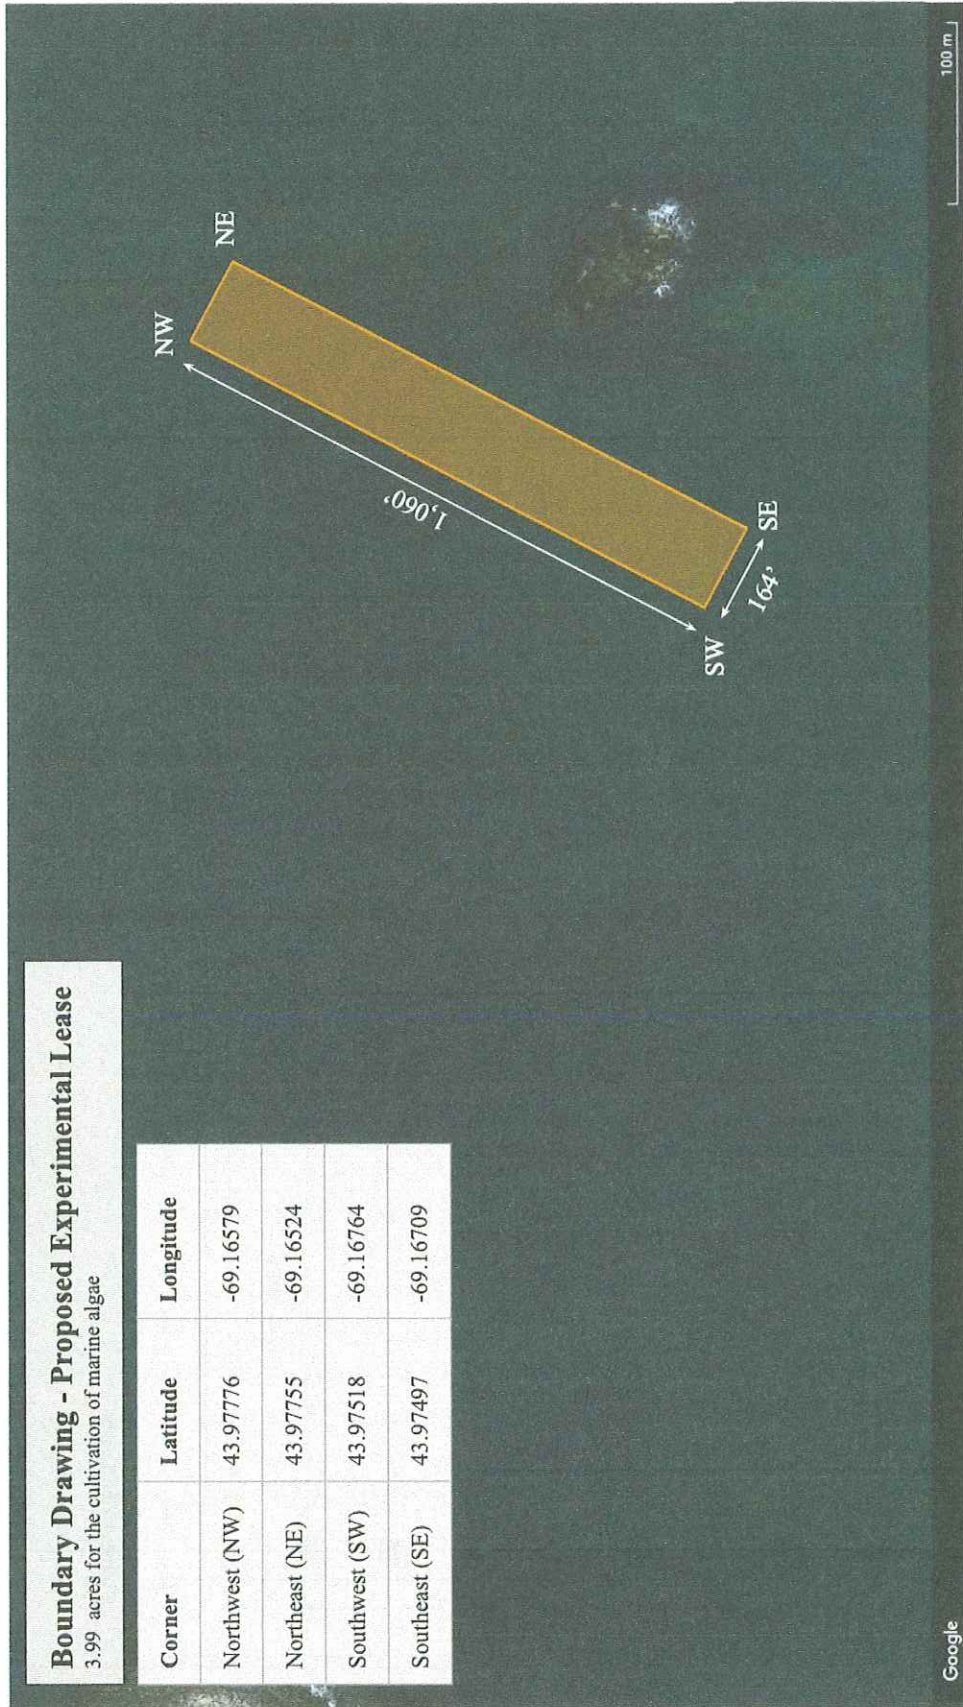 Boundary Drawing - Proposed Experimental Lease
3.99 acres for the cultivation of marine algae
Corner Latitude Longitude
Northwest (NW) 43.97776 -69.16579
Northeast (NE) 43.97755 -69.16524
Southwest (SW) 43.97518 -69.16764
Southeast (SE) 43.97497 -69.16709
NW
NE
1,060'
SW
164'
SE
Google
100 m